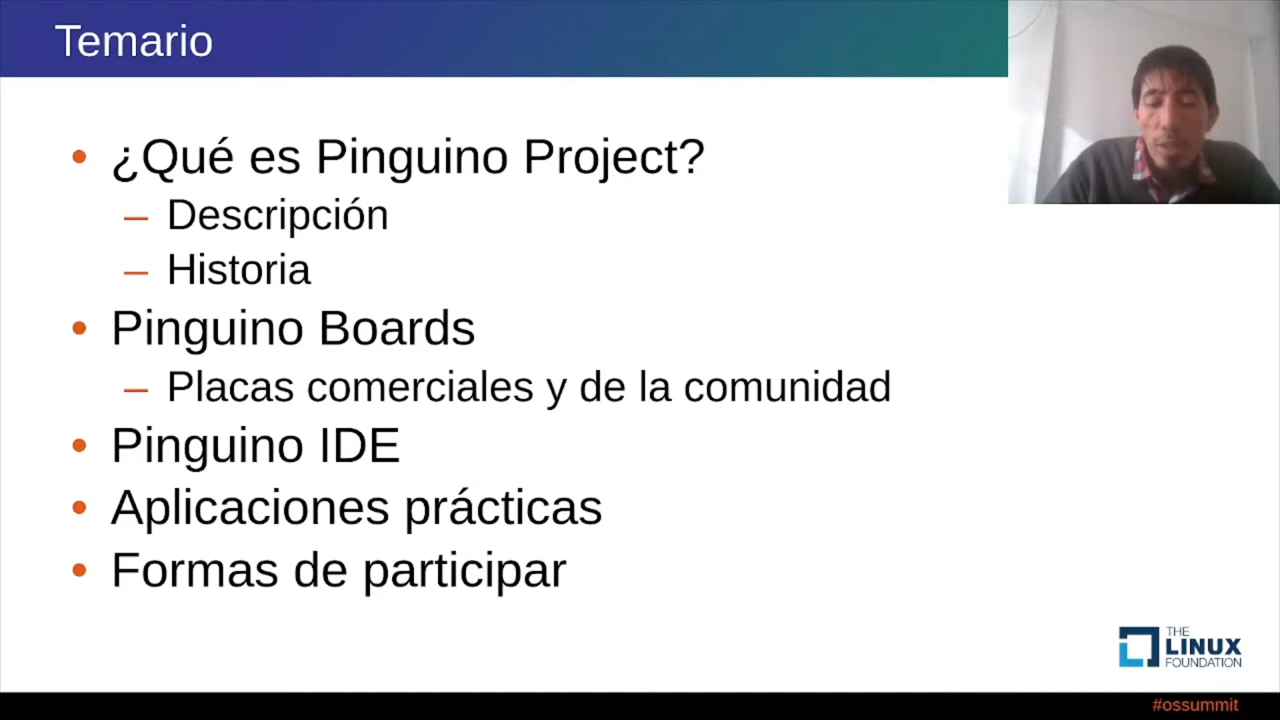 Temario
¿Qué es Pinguino Project?
Descripción
Historia
Pinguino Boards
Placas comerciales y de la comunidad
Pinguino IDE
Aplicaciones prácticas
Formas de participar
THE
LINUX
FOUNDATION
#ossummit